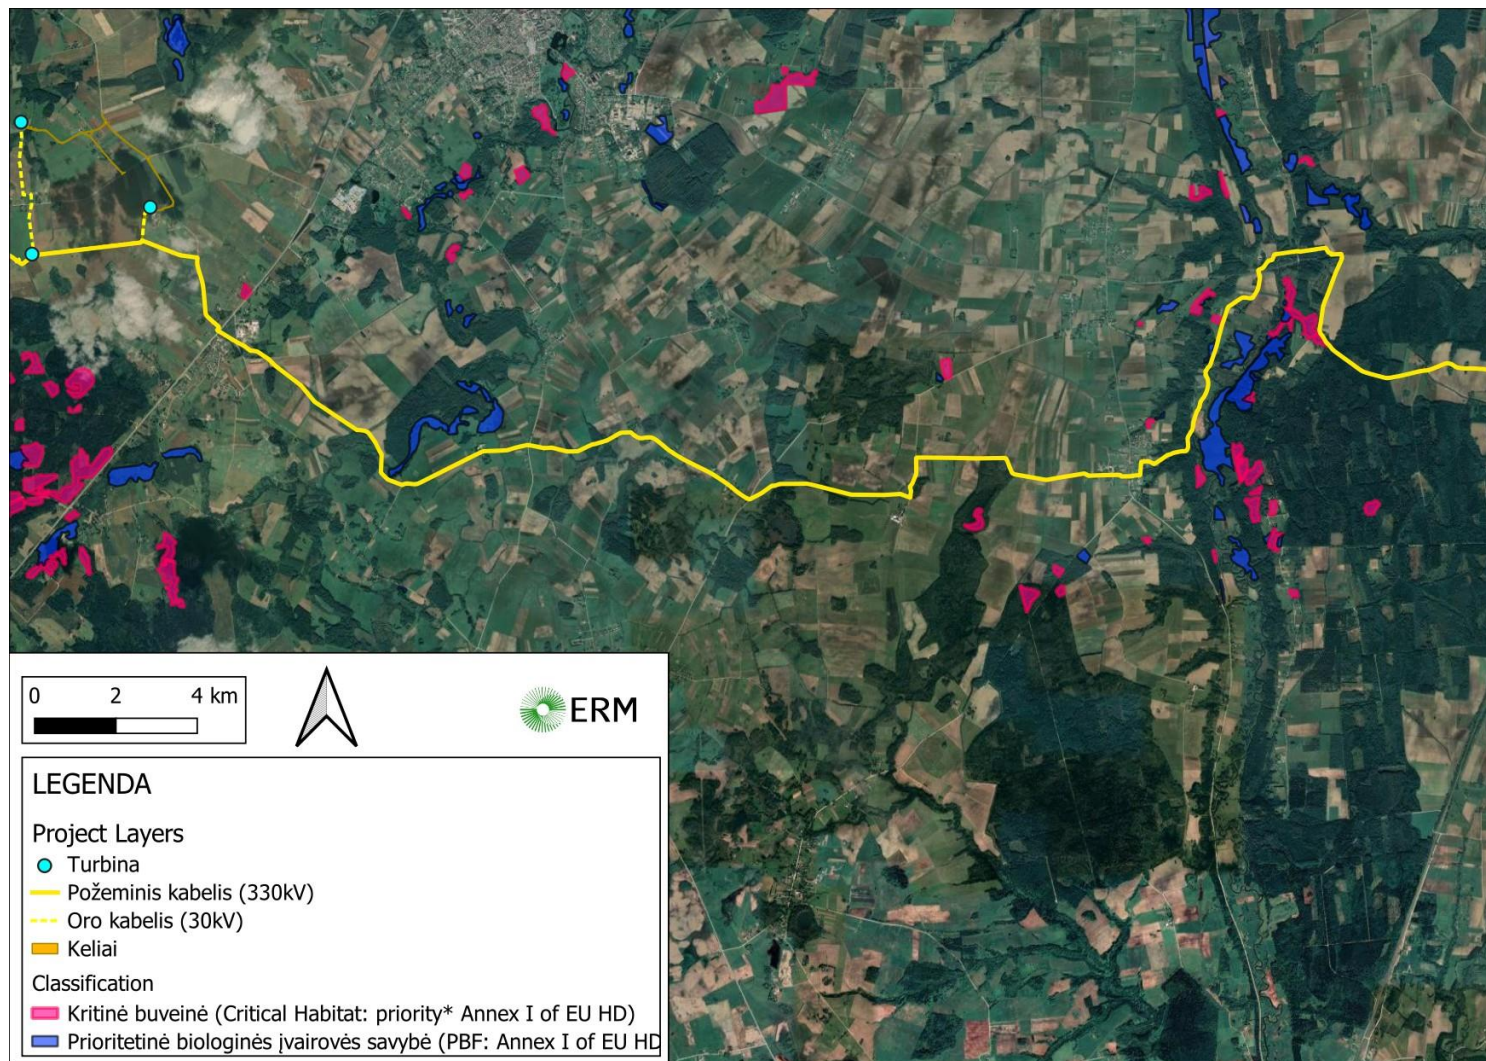 0 2 4 km
ERM
LEGENDA
Project Layers
Turbina
Požeminis kabelis (330kV)
Oro kabelis (30kV)
Keliai
Classification
Kritinė buveinė (Critical Habitat: priority* Annex I of EU HD)
Prioritetinė biologinės įvairovės savybė (PBF: Annex I of EU HD